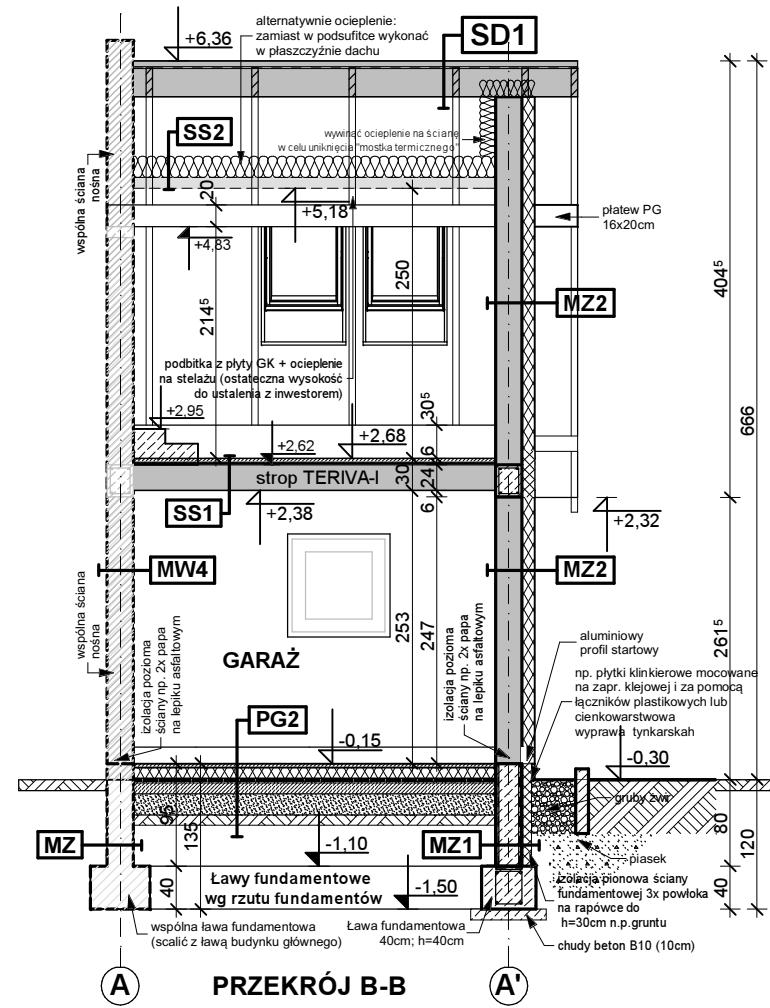 alternatywnie ocieplenie:
zamiast w podsufitce wykonać
w płaszczyźnie dachu
+6,36
SD1
SS2
wywinąć ocieplenie na ścianę
w celu uniknięcia "mostka termicznego"
wspólna ściana
nośna
20
+5,18
+4,83
płatew PG
16x20cm
250
404⁵
MZ2
214⁵
666
podbitka z płyty GK + ocieplenie
na stelażu (ostateczna wysokość
do ustalenia z inwestorem)
+2,95
30⁵
+2,62
+2,68
6
30
24
strop TERIVA-I
6
SS1
+2,38
+2,32
MW4
MZ2
wspólna ściana
nośna
253
247
261⁵
GARAŻ
izolacja pozioma
ściany np. 2x papa
na lepiku asfaltowym
izolacja pozioma
ściany np. 2x papa
na lepiku asfaltowym
aluminiowy
profil startowy
np. płytki klinkierowe mocowane
na zapr. klejowej i za pomocą
łączników plastikowych lub
cienkowarstwowa
wyprawa tynkarskah
PG2
-0,15
-0,30
gruby żwir
95
135
80
120
MZ
MZ1
-1,10
piasek
Ławy fundamentowe
wg rzutu fundamentów
-1,50
40
40
izolacja pionowa ściany
fundamentowej 3x powłoka
na rapówce do
h=30cm n.p.gruntu
wspólna ława fundamentowa
(scalić z ławą budynku głównego)
Ława fundamentowa
40cm; h=40cm
chudy beton B10 (10cm)
A
PRZEKRÓJ B-B
A'